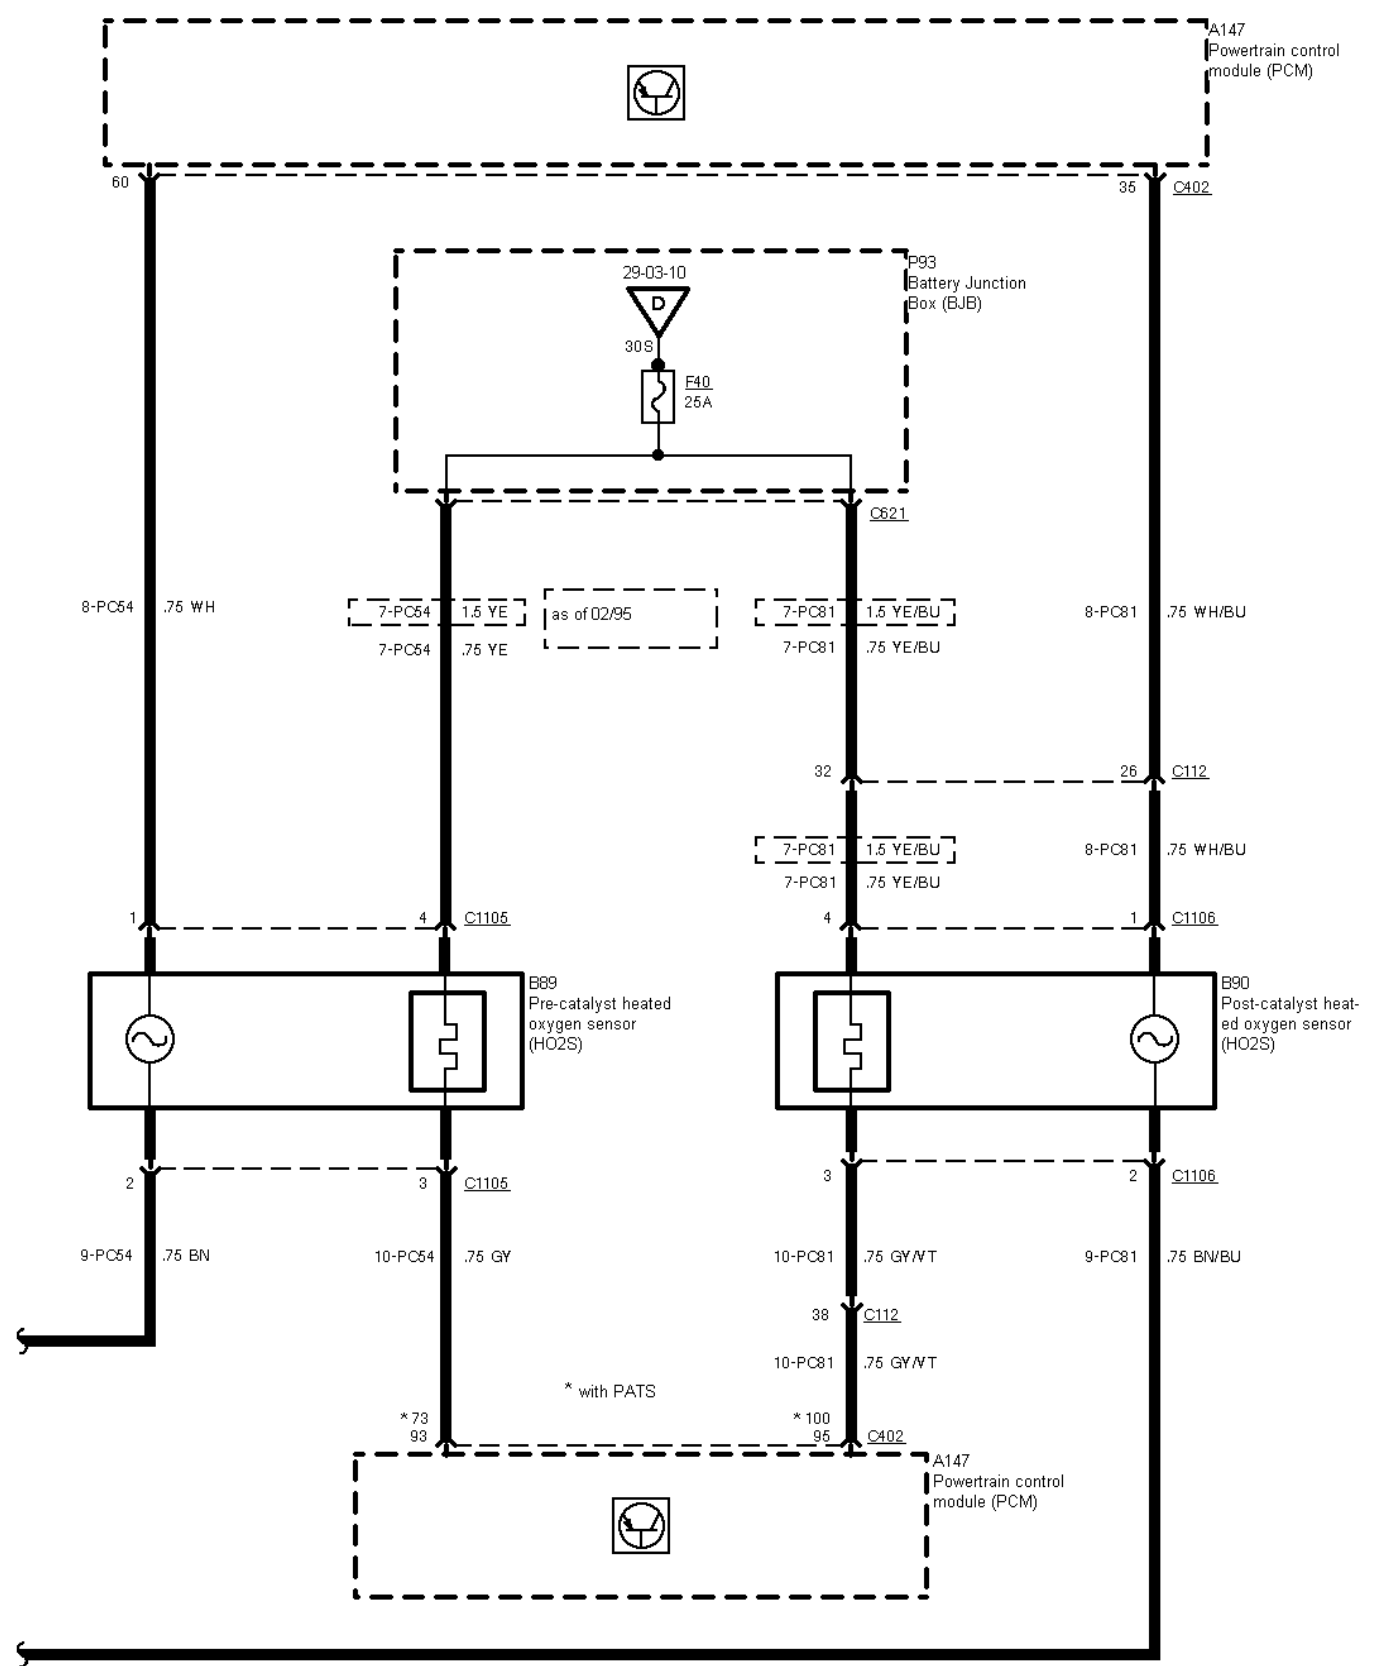 A147
Powertrain control
module (PCM)
60
35 C402
P93
Battery Junction
Box (BJB)
29-03-10
D
30S
F40
25A
C621
8-PC54 .75 WH
7-PC54 1.5 YE
7-PC54 .75 YE
as of 02/95
7-PC81 1.5 YE/BU
7-PC81 .75 YE/BU
8-PC81 .75 WH/BU
32
26 C112
7-PC81 1.5 YE/BU
7-PC81 .75 YE/BU
8-PC81 .75 WH/BU
1
4 C1105
4
1 C1106
B89
Pre-catalyst heated
oxygen sensor
(HO2S)
B90
Post-catalyst heat-
ed oxygen sensor
(HO2S)
2
3 C1105
3
2 C1106
9-PC54 .75 BN
10-PC54 .75 GY
10-PC81 .75 GY/VT
9-PC81 .75 BN/BU
38 C112
10-PC81 .75 GY/VT
* with PATS
* 73
93
* 100
95 C402
A147
Powertrain control
module (PCM)